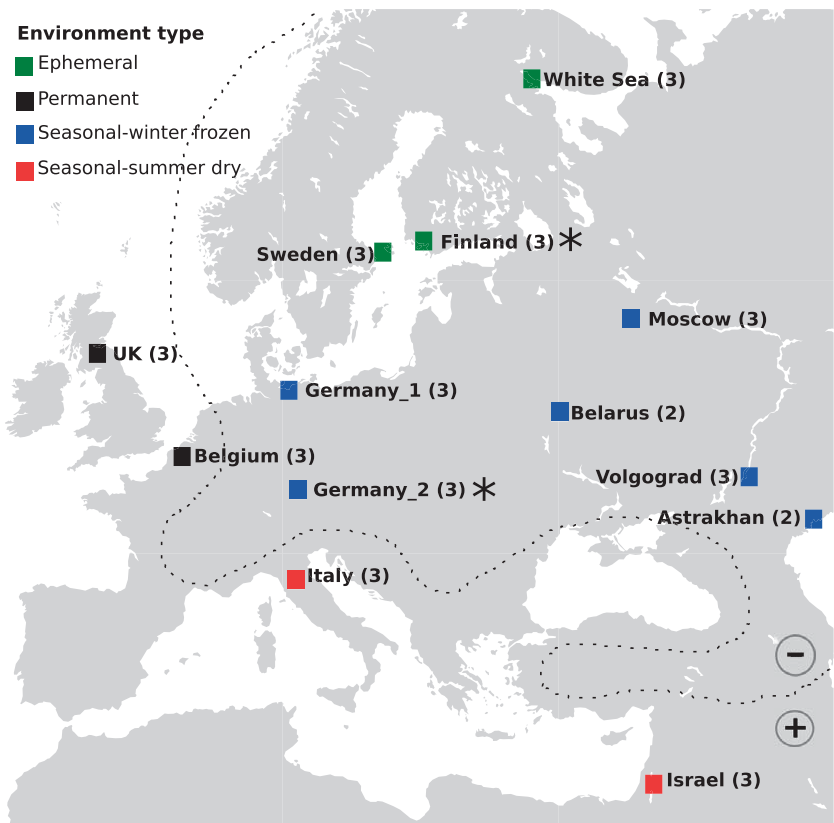 Environment type
Ephemeral
Permanent
Seasonal-winter frozen
Seasonal-summer dry
White Sea (3)
Finland (3) *
Sweden (3)
Moscow (3)
UK (3)
Germany_1 (3)
Belarus (2)
Belgium (3)
Volgograd (3)
Germany_2 (3) *
Astrakhan (2)
Italy (3)
−
+
Israel (3)